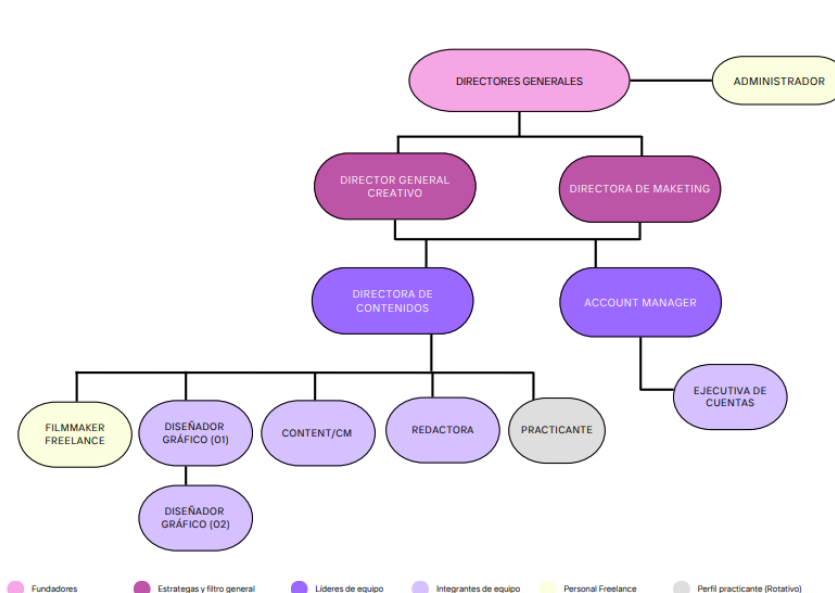 DIRECTORES GENERALES
ADMINISTRADOR
DIRECTOR GENERAL
CREATIVO
DIRECTORA DE MAKETING
DIRECTORA DE
CONTENIDOS
ACCOUNT MANAGER
EJECUTIVA DE
CUENTAS
FILMMAKER
FREELANCE
DISEÑADOR
GRÁFICO (01)
CONTENT/CM
REDACTORA
PRACTICANTE
DISEÑADOR
GRÁFICO (02)
Fundadores
Estrategas y filtro general
Líderes de equipo
Integrantes de equipo
Personal Freelance
Perfil practicante (Rotativo)